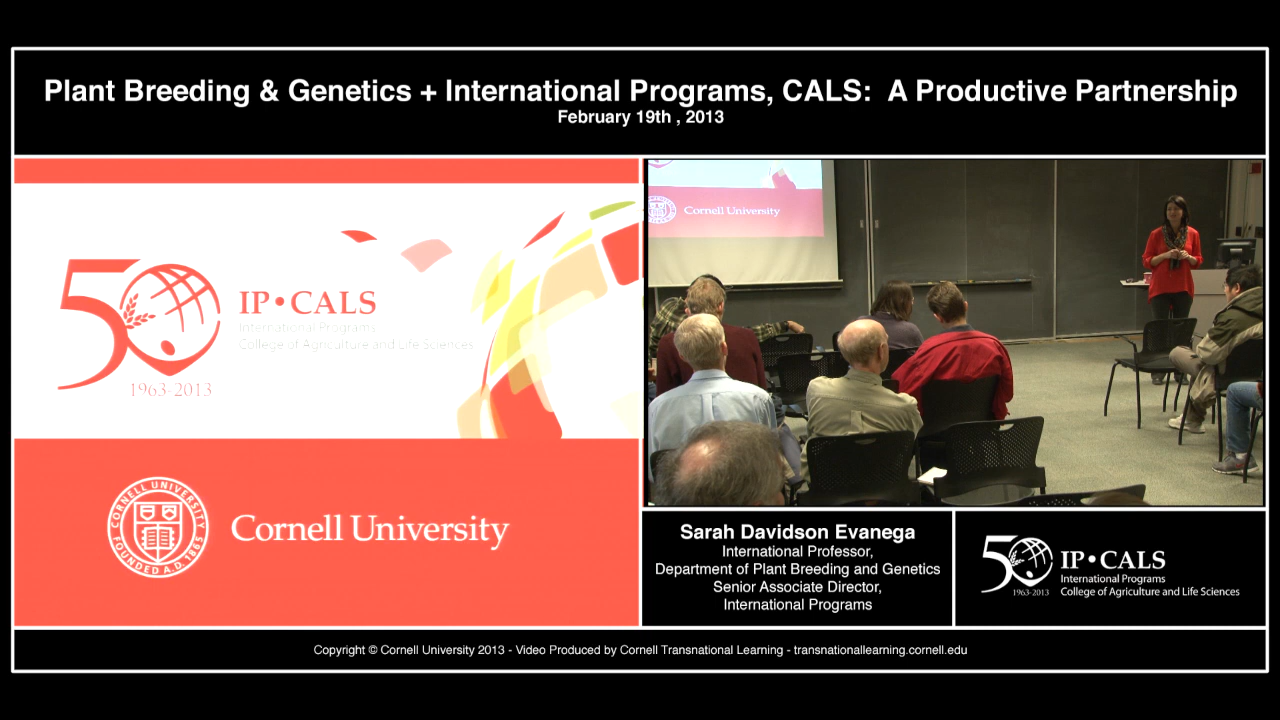 Plant Breeding & Genetics + International Programs, CALS:  A Productive Partnership
February 19th , 2013
50
IP•CALS
International Programs
College of Agriculture and Life Sciences
1963-2013
CORNELL UNIVERSITY
FOUNDED A.D. 1865
Cornell University
Cornell University
Sarah Davidson Evanega
International Professor,
Department of Plant Breeding and Genetics
Senior Associate Director,
International Programs
50
1963-2013
IP•CALS
International Programs
College of Agriculture and Life Sciences
Copyright © Cornell University 2013 - Video Produced by Cornell Transnational Learning - transnationallearning.cornell.edu